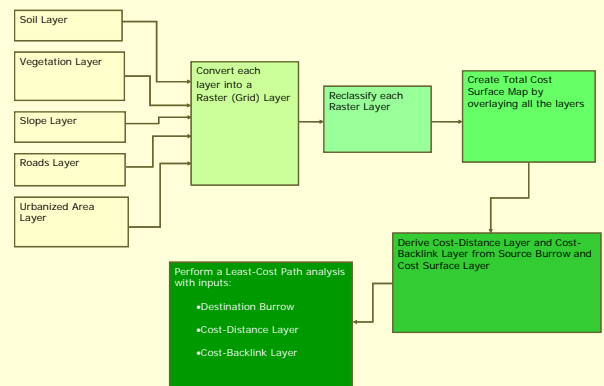 Soil Layer
Vegetation Layer
Slope Layer
Roads Layer
Urbanized Area
Layer
Convert each
layer into a
Raster (Grid) Layer
Reclassify each
Raster Layer
Create Total Cost
Surface Map by
overlaying all the layers
Derive Cost-Distance Layer and Cost-
Backlink Layer from Source Burrow and
Cost Surface Layer
Perform a Least-Cost Path analysis
with inputs:
•Destination Burrow
•Cost-Distance Layer
•Cost-Backlink Layer